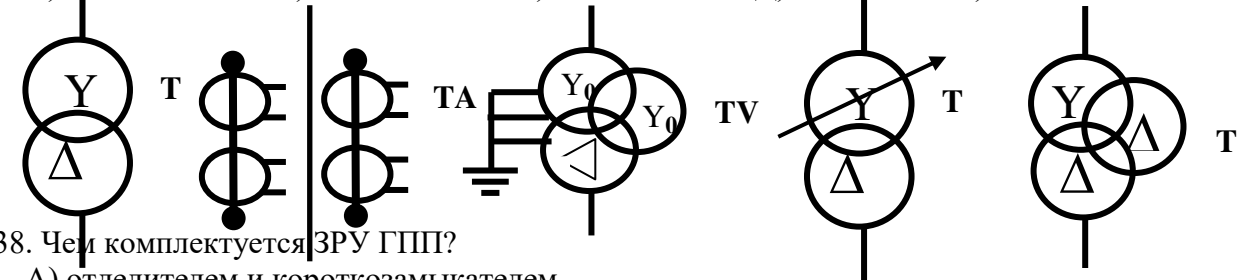 Y T TA Y₀ Y₀ TV Y T Y Δ T
Δ Δ Δ
38. Чем комплектуется ЗРУ ГПП?
А) отделителем и короткозамыкателем